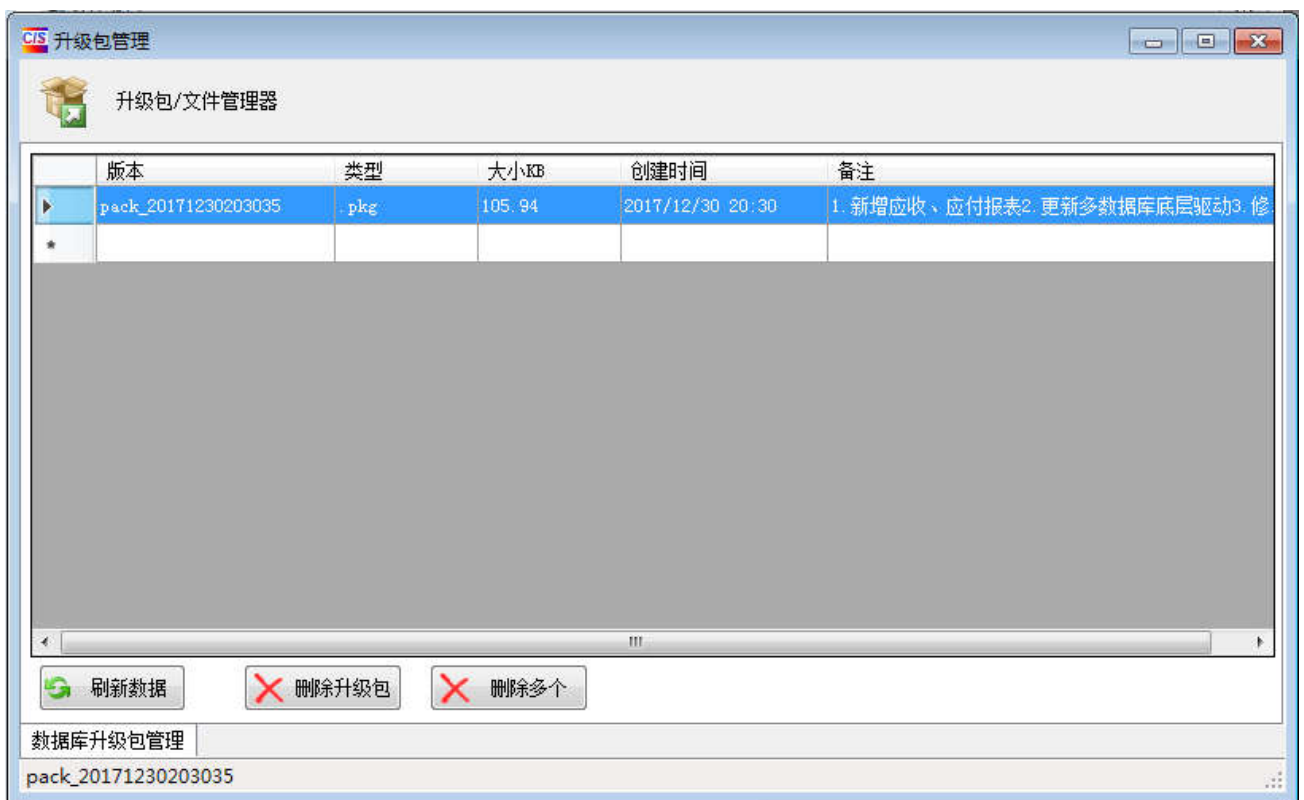 CIS 升级包管理
升级包/文件管理器
版本 类型 大小KB 创建时间 备注
pack_20171230203035 .pkg 105.94 2017/12/30 20:30 1.新增应收、应付报表2.更新多数据库底层驱动3.修
刷新数据 删除升级包 删除多个
数据库升级包管理
pack_20171230203035